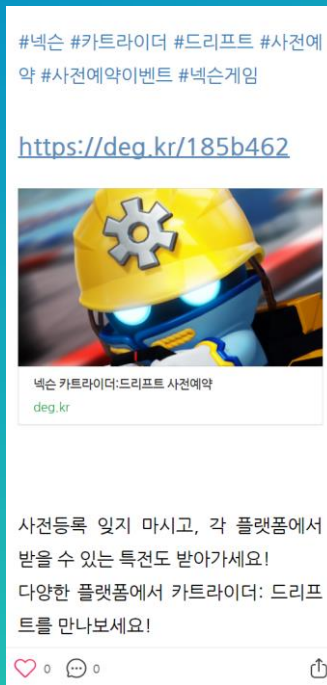 #넥슨 #카트라이더 #드리프트 #사전예
약 #사전예약이벤트 #넥슨게임
https://deg.kr/185b462
넥슨 카트라이더:드리프트 사전예약
deg.kr
사전등록 잊지 마시고, 각 플랫폼에서
받을 수 있는 특전도 받아가세요!
다양한 플랫폼에서 카트라이더: 드리프
트를 만나보세요!
0 0